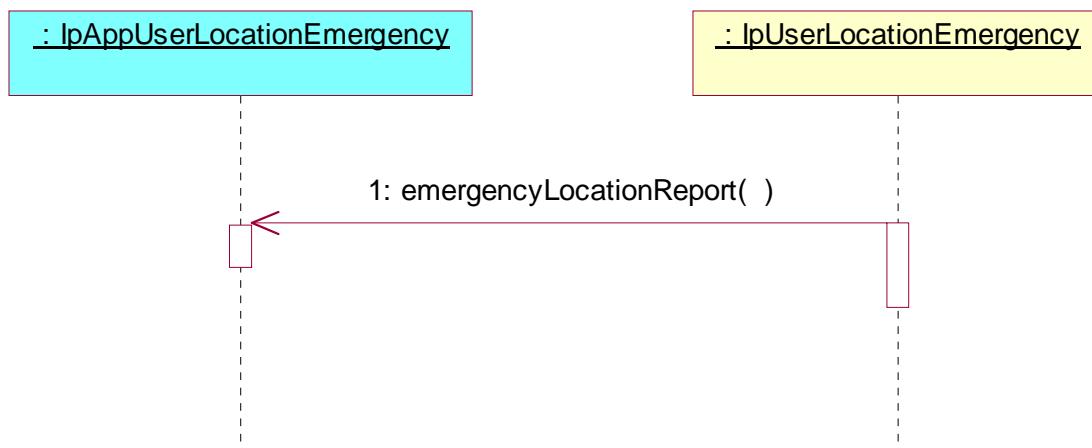 : IpAppUserLocationEmergency
: IpUserLocationEmergency
1: emergencyLocationReport(  )